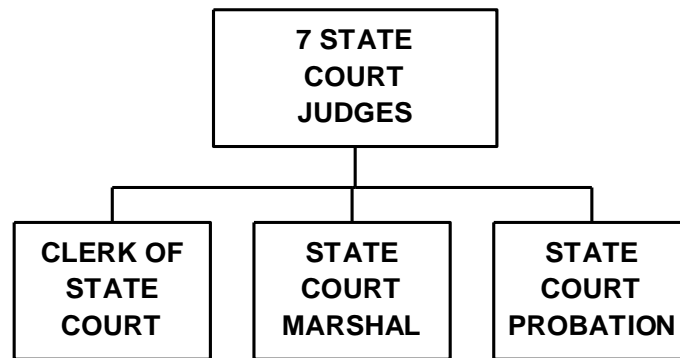 7 STATE
COURT
JUDGES
CLERK OF
STATE
COURT
STATE
COURT
MARSHAL
STATE
COURT
PROBATION